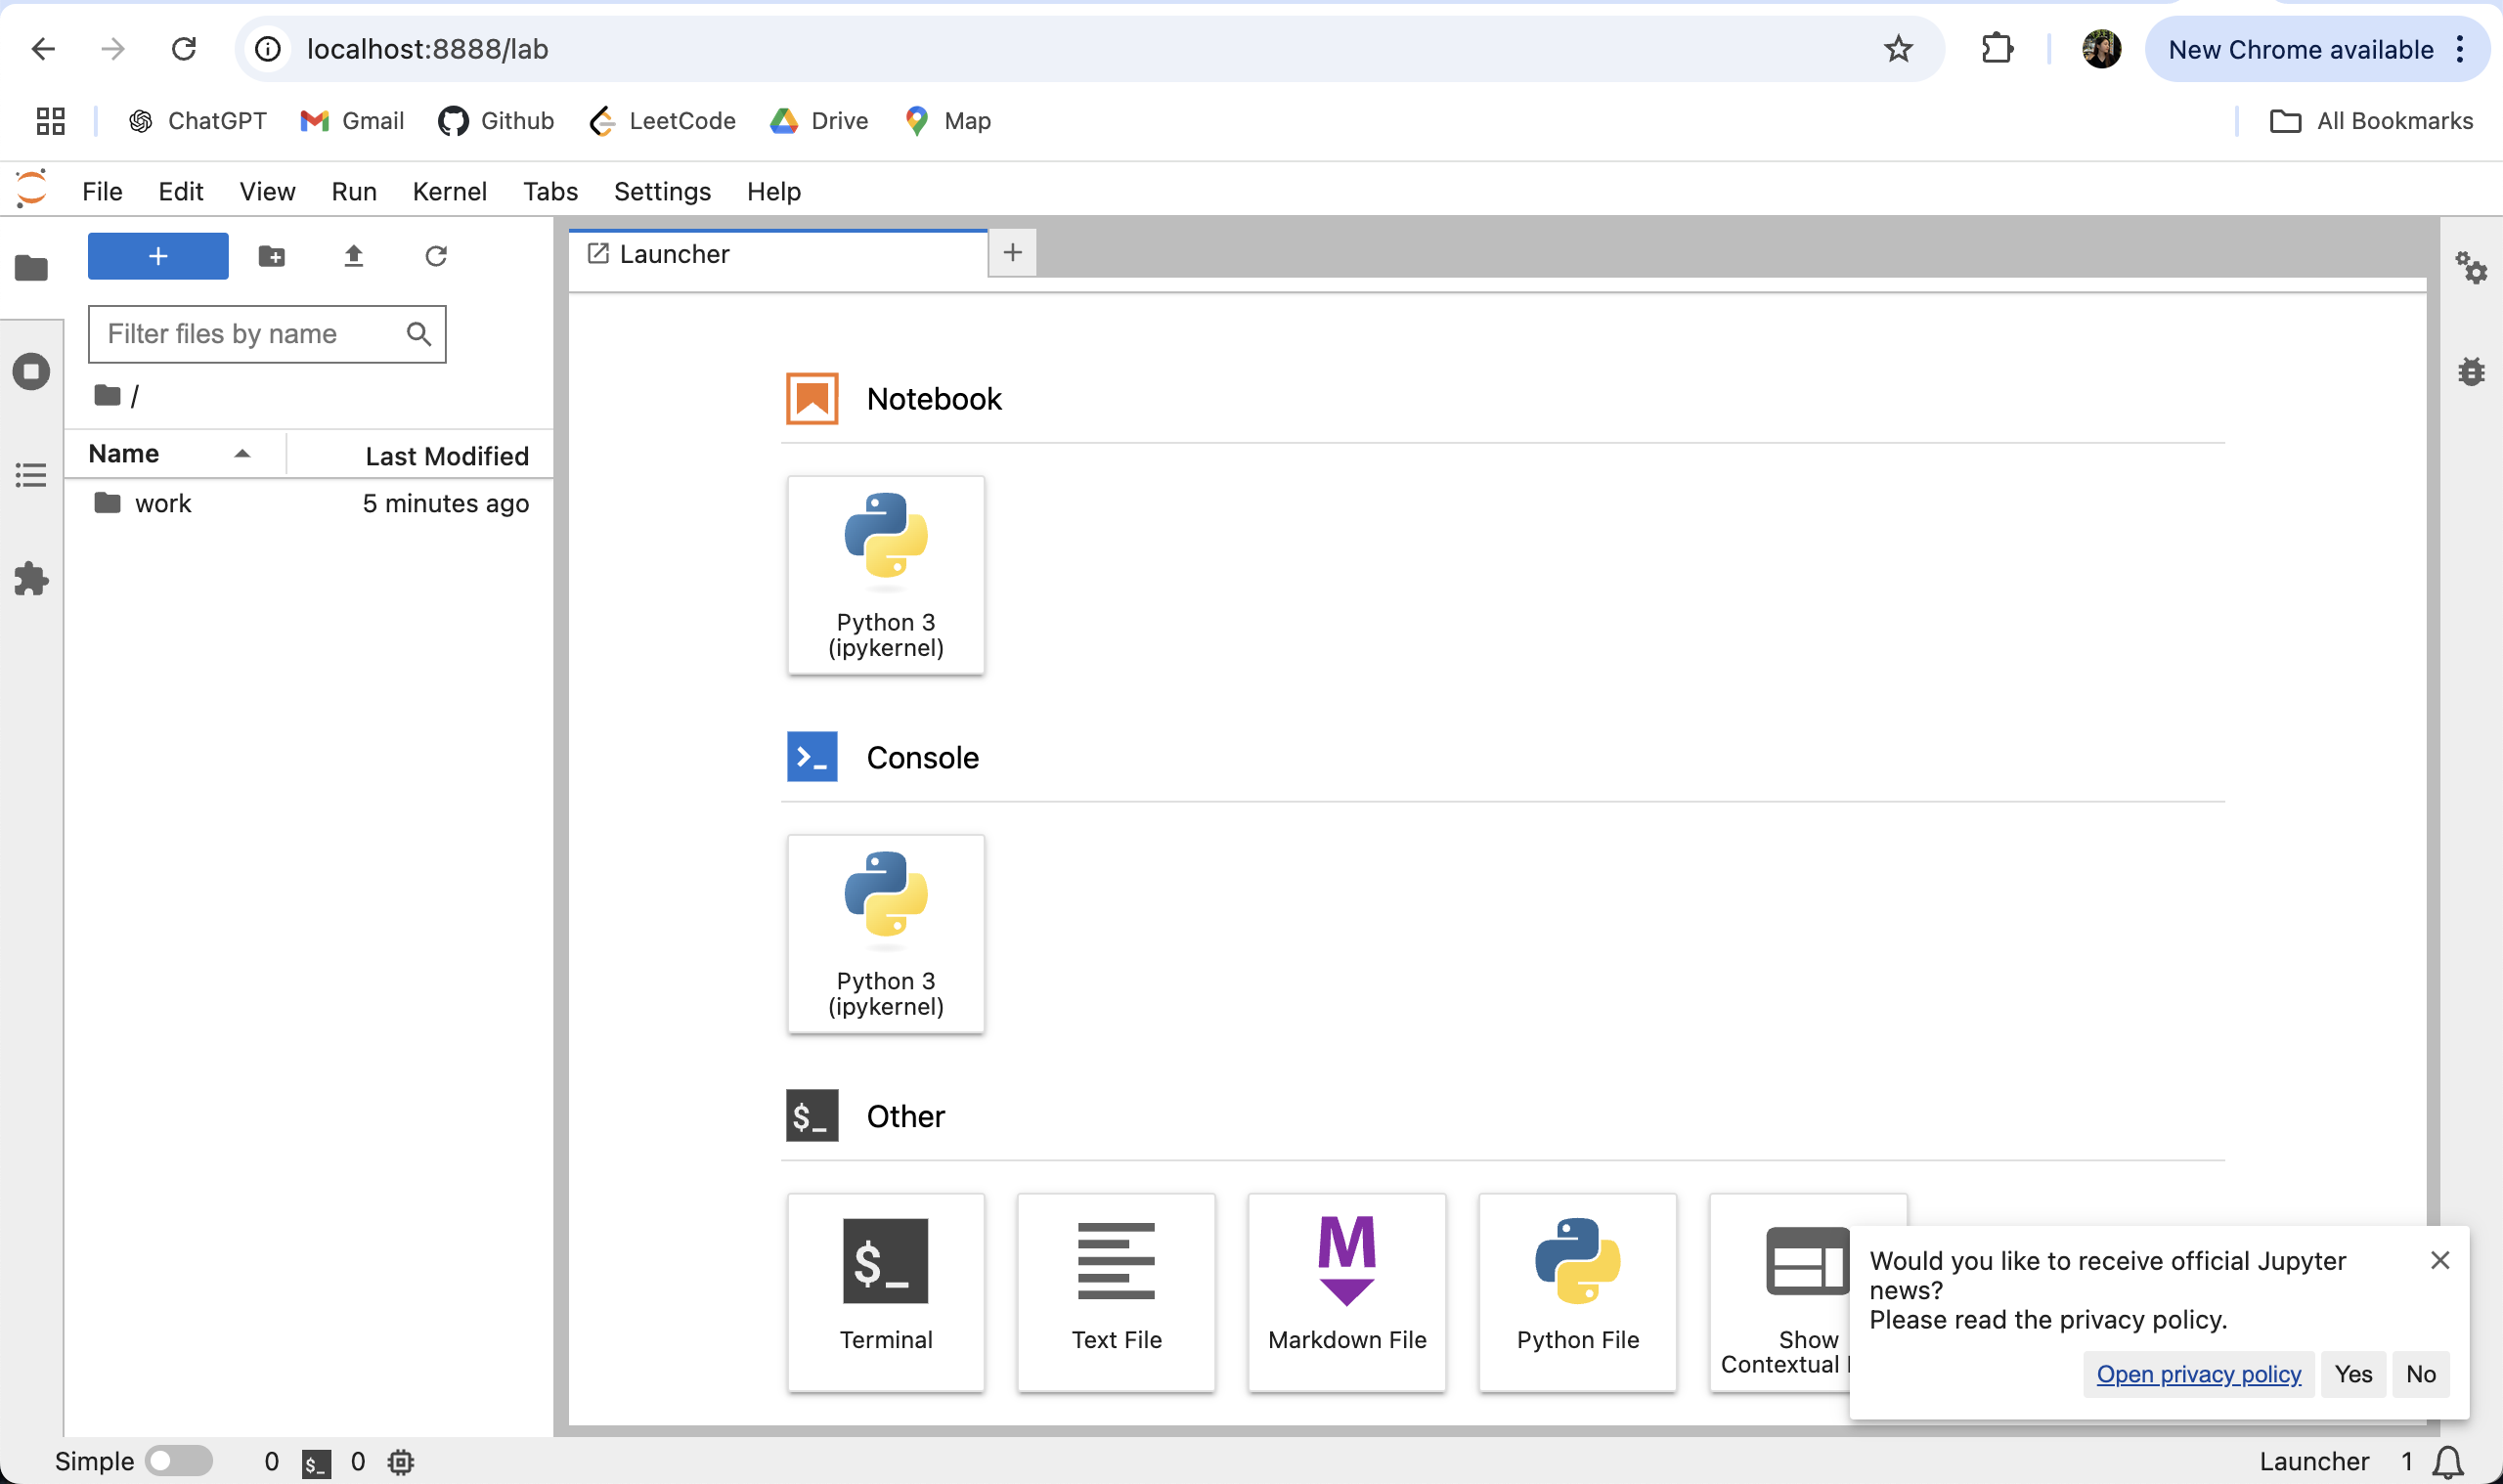 localhost:8888/lab
New Chrome available
ChatGPT Gmail Github LeetCode Drive Map All Bookmarks
File Edit View Run Kernel Tabs Settings Help
+
Launcher
+
Filter files by name
/
Name Last Modified
work 5 minutes ago
Notebook
Python 3
(ipykernel)
Console
Python 3
(ipykernel)
$_ Other
$_
Terminal
Text File
M
Markdown File
Python File
Show
Contextual
Would you like to receive official Jupyter
news?
Please read the privacy policy.
Open privacy policy Yes No
Simple 0 $_ 0 Launcher 1